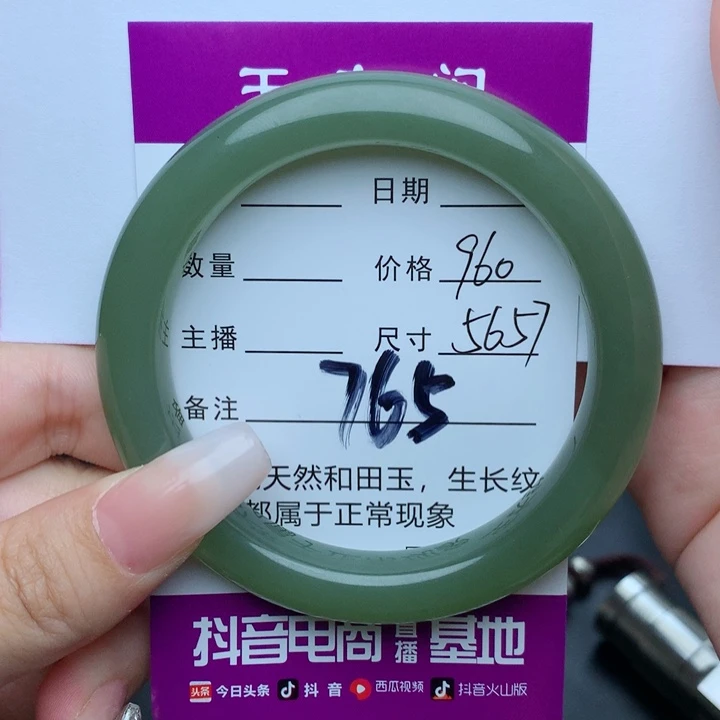 日期
数量 价格 960
主播 尺寸 5657
备注 765
天然和田玉，生长纹
都属于正常现象
抖音电商直播基地
头条 今日头条 抖音 西瓜视频 抖音火山版